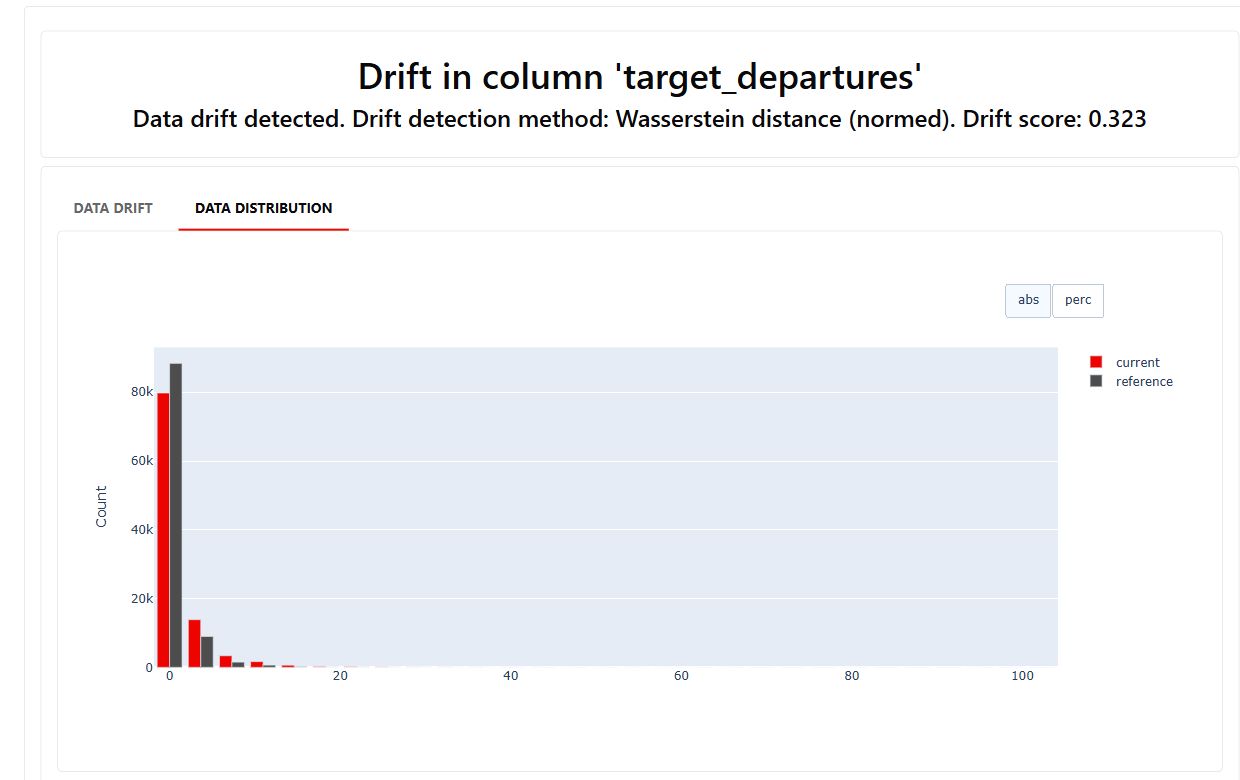 Drift in column 'target_departures'
Data drift detected. Drift detection method: Wasserstein distance (normed). Drift score: 0.323
DATA DRIFT
DATA DISTRIBUTION
abs
perc
current
reference
Count
80k
60k
40k
20k
0
0
20
40
60
80
100